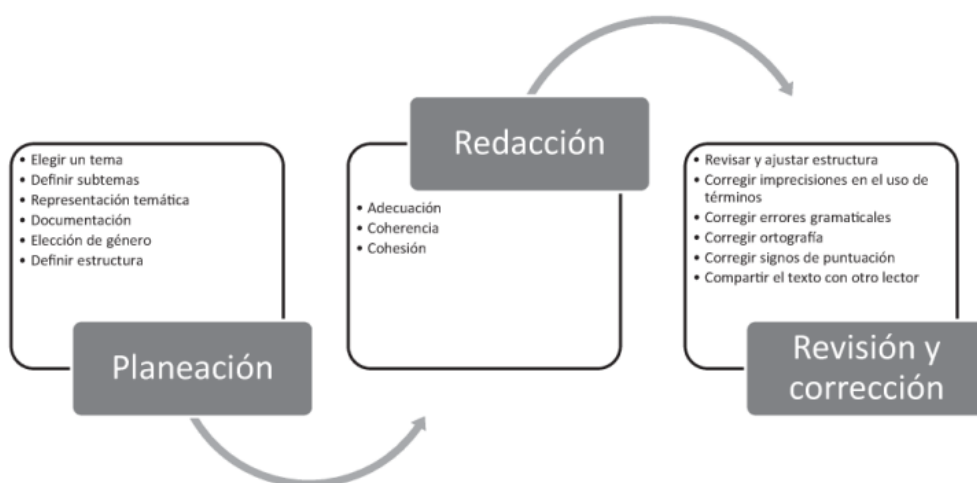 • Elegir un tema
• Definir subtemas
• Representación temática
• Documentación
• Elección de género
• Definir estructura
Planeación
Redacción
• Adecuación
• Coherencia
• Cohesión
• Revisar y ajustar estructura
• Corregir imprecisiones en el uso de
términos
• Corregir errores gramaticales
• Corregir ortografía
• Corregir signos de puntuación
• Compartir el texto con otro lector
Revisión y
corrección